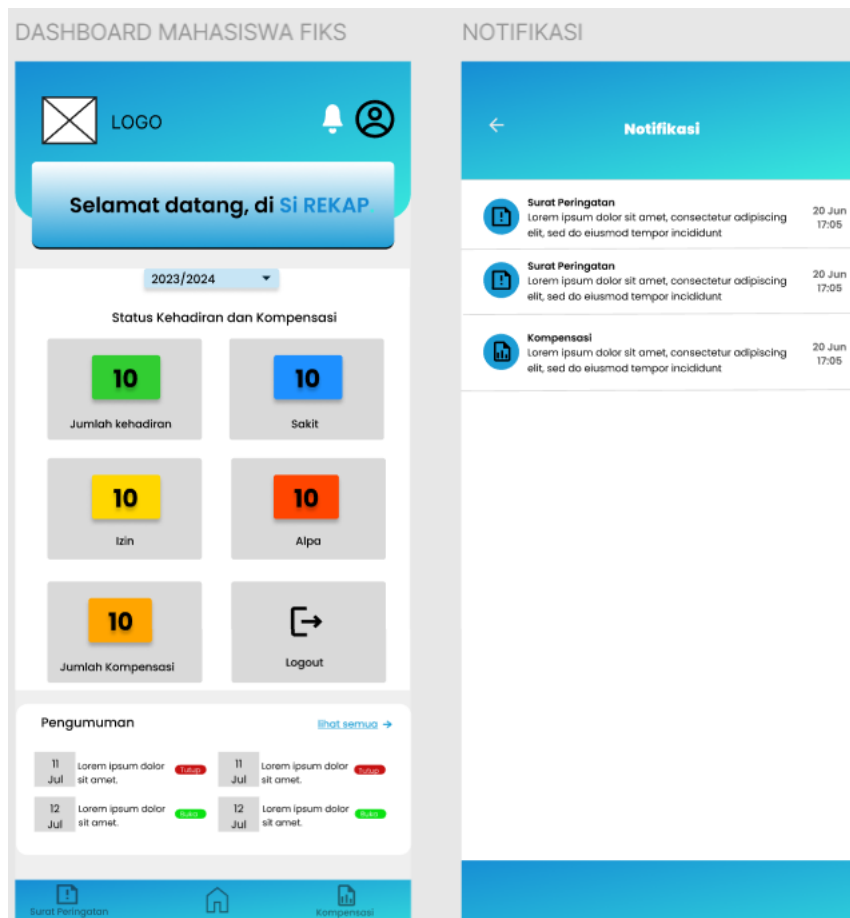 DASHBOARD MAHASISWA FIKS
LOGO
Selamat datang, di Si REKAP
2023/2024
Status Kehadiran dan Kompensasi
10
Jumlah kehadiran
10
Sakit
10
Izin
10
Alpa
10
Jumlah Kompensasi
Logout
Pengumuman
lihat semua →
11
Jul
Lorem ipsum dolor
sit amet.
Tutup
11
Jul
Lorem ipsum dolor
sit amet.
Tutup
12
Jul
Lorem ipsum dolor
sit amet.
Buka
12
Jul
Lorem ipsum dolor
sit amet.
Buka
Surat Peringatan
Kompensasi
NOTIFIKASI
Notifikasi
Surat Peringatan
Lorem ipsum dolor sit amet, consectetur adipiscing
elit, sed do eiusmod tempor incididunt
20 Jun
17:05
Surat Peringatan
Lorem ipsum dolor sit amet, consectetur adipiscing
elit, sed do eiusmod tempor incididunt
20 Jun
17:05
Kompensasi
Lorem ipsum dolor sit amet, consectetur adipiscing
elit, sed do eiusmod tempor incididunt
20 Jun
17:05